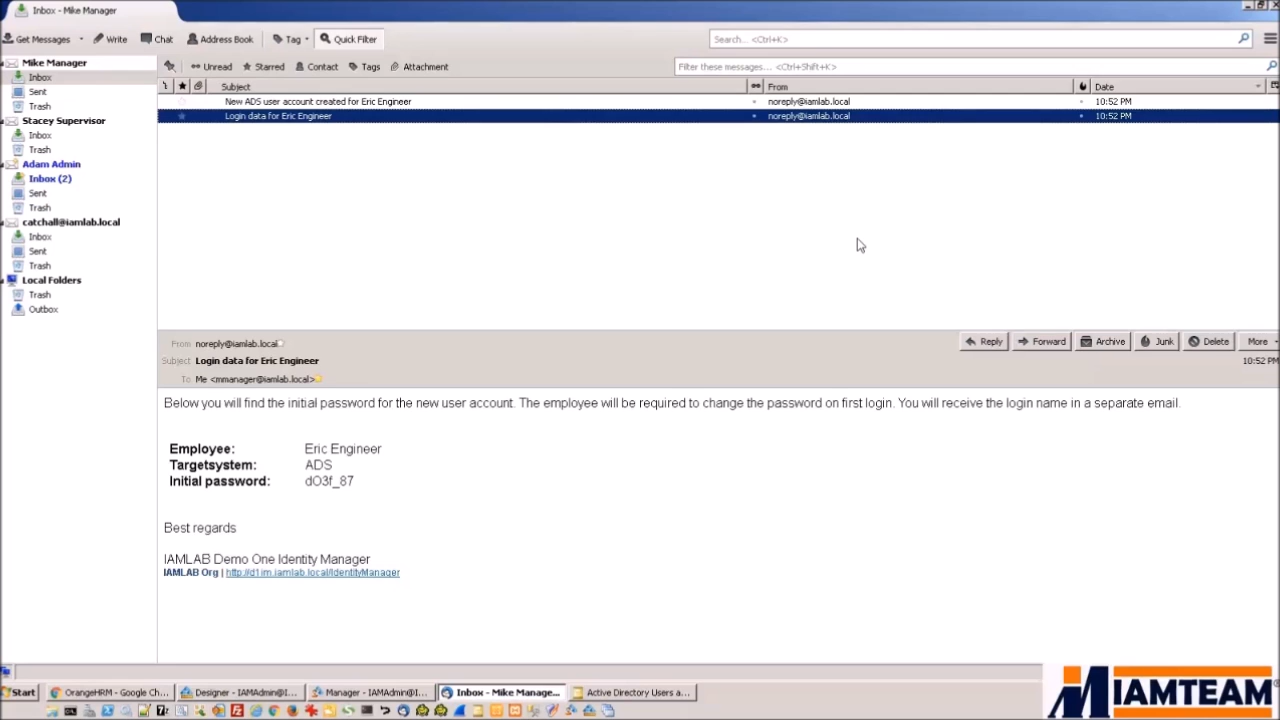 Inbox - Mike Manager
Get Messages Write Chat Address Book Tag Quick Filter Search... <Ctrl+K>
Unread Starred Contact Tags Attachment Filter these messages... <Ctrl+Shift+K>
Subject From Date
New ADS user account created for Eric Engineer noreply@iamlab.local 10:52 PM
Login data for Eric Engineer noreply@iamlab.local 10:52 PM
Mike Manager
Inbox
Sent
Trash
Stacey Supervisor
Inbox
Trash
Adam Admin
Inbox (2)
Sent
Trash
catchall@iamlab.local
Inbox
Sent
Trash
Local Folders
Trash
Outbox
From noreply@iamlab.local Reply Forward Archive Junk Delete More
Subject Login data for Eric Engineer 10:52 PM
To Me <mmanager@iamlab.local>
Below you will find the initial password for the new user account. The employee will be required to change the password on first login. You will receive the login name in a separate email.
Employee: Eric Engineer
Targetsystem: ADS
Initial password: dO3f_87
Best regards
IAMLAB Demo One Identity Manager
IAMLAB Org | http://d1im.iamlab.local/IdentityManager
Start OrangeHRM - Google Ch... Designer - IAMAdmin@I... Manager - IAMAdmin@I... Inbox - Mike Manage... Active Directory Users a...
IAMTEAM